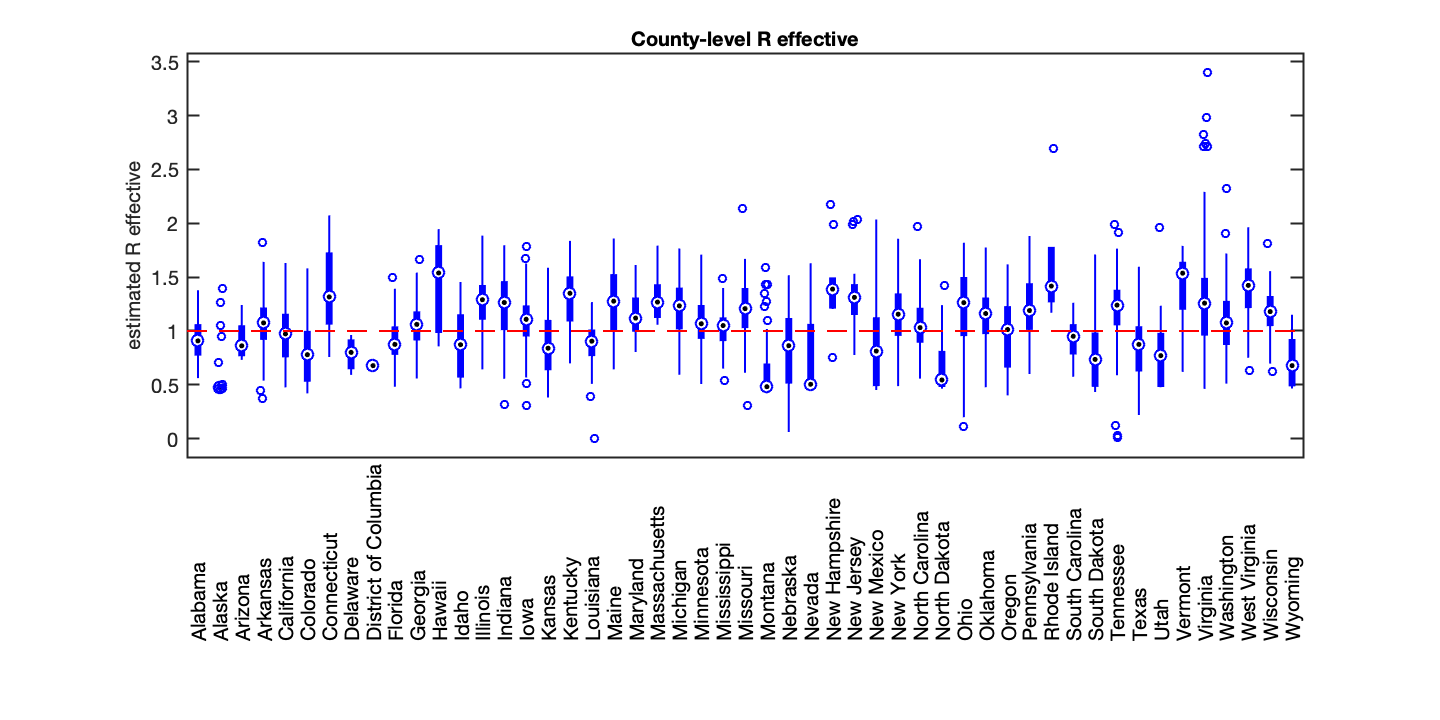 County-level R effective
estimated R effective
3.5
3
2.5
2
1.5
1
0.5
0
Alabama
Alaska
Arizona
Arkansas
California
Colorado
Connecticut
Delaware
District of Columbia
Florida
Georgia
Hawaii
Idaho
Illinois
Indiana
Iowa
Kansas
Kentucky
Louisiana
Maine
Maryland
Massachusetts
Michigan
Minnesota
Mississippi
Missouri
Montana
Nebraska
Nevada
New Hampshire
New Jersey
New Mexico
New York
North Carolina
North Dakota
Ohio
Oklahoma
Oregon
Pennsylvania
Rhode Island
South Carolina
South Dakota
Tennessee
Texas
Utah
Vermont
Virginia
Washington
West Virginia
Wisconsin
Wyoming